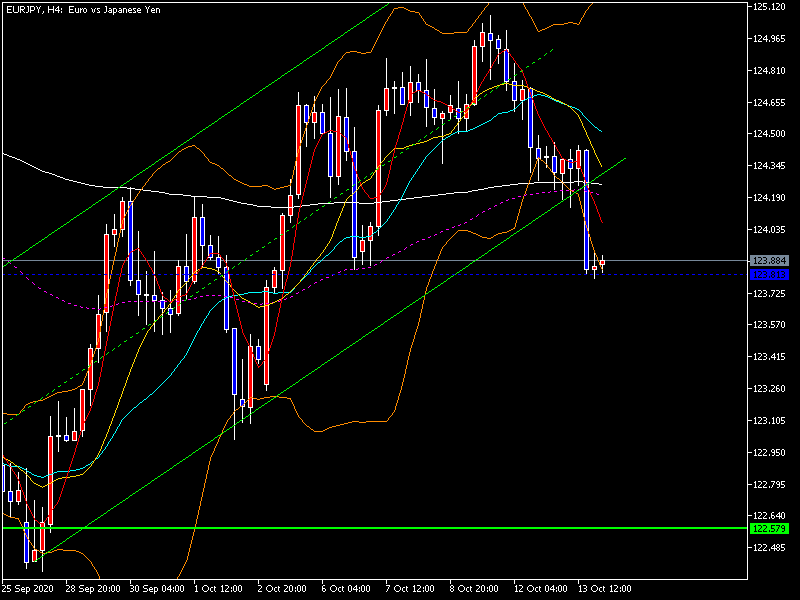 EURJPY, H4: Euro vs Japanese Yen
125.120
124.965
124.810
124.655
124.500
124.345
124.190
124.035
123.884
123.725
123.570
123.415
123.260
123.105
122.950
122.795
122.640
122.579
122.485
25 Sep 2020
28 Sep 20:00
30 Sep 04:00
1 Oct 12:00
2 Oct 20:00
6 Oct 04:00
7 Oct 12:00
8 Oct 20:00
12 Oct 04:00
13 Oct 12:00